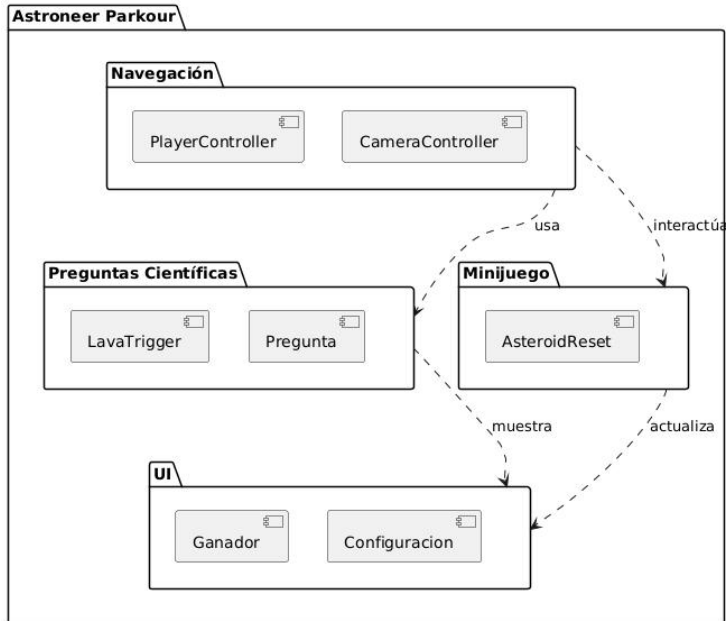 Astroneer Parkour
Navegación
PlayerController
CameraController
usa
interactúa
Preguntas Científicas
LavaTrigger
Pregunta
Minijuego
AsteroidReset
muestra
actualiza
UI
Ganador
Configuracion